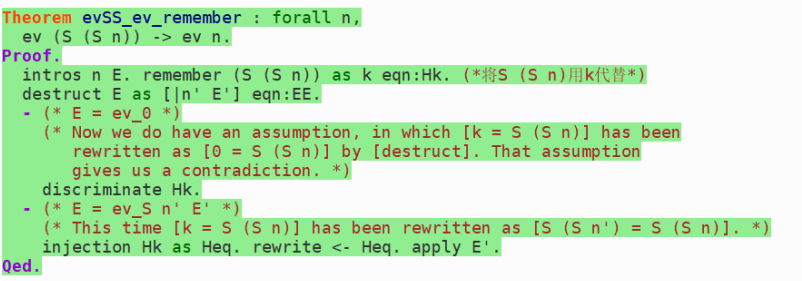 Theorem evSS_ev_remember : forall n,
  ev (S (S n)) -> ev n.
Proof.
  intros n E. remember (S (S n)) as k eqn:Hk. (*将S (S n)用k代替*)
  destruct E as [|n' E'] eqn:EE.
  - (* E = ev_0 *)
    (* Now we do have an assumption, in which [k = S (S n)] has been
       rewritten as [0 = S (S n)] by [destruct]. That assumption
       gives us a contradiction. *)
    discriminate Hk.
  - (* E = ev_S n' E' *)
    (* This time [k = S (S n)] has been rewritten as [S (S n') = S (S n)]. *)
    injection Hk as Heq. rewrite <- Heq. apply E'.
Qed.